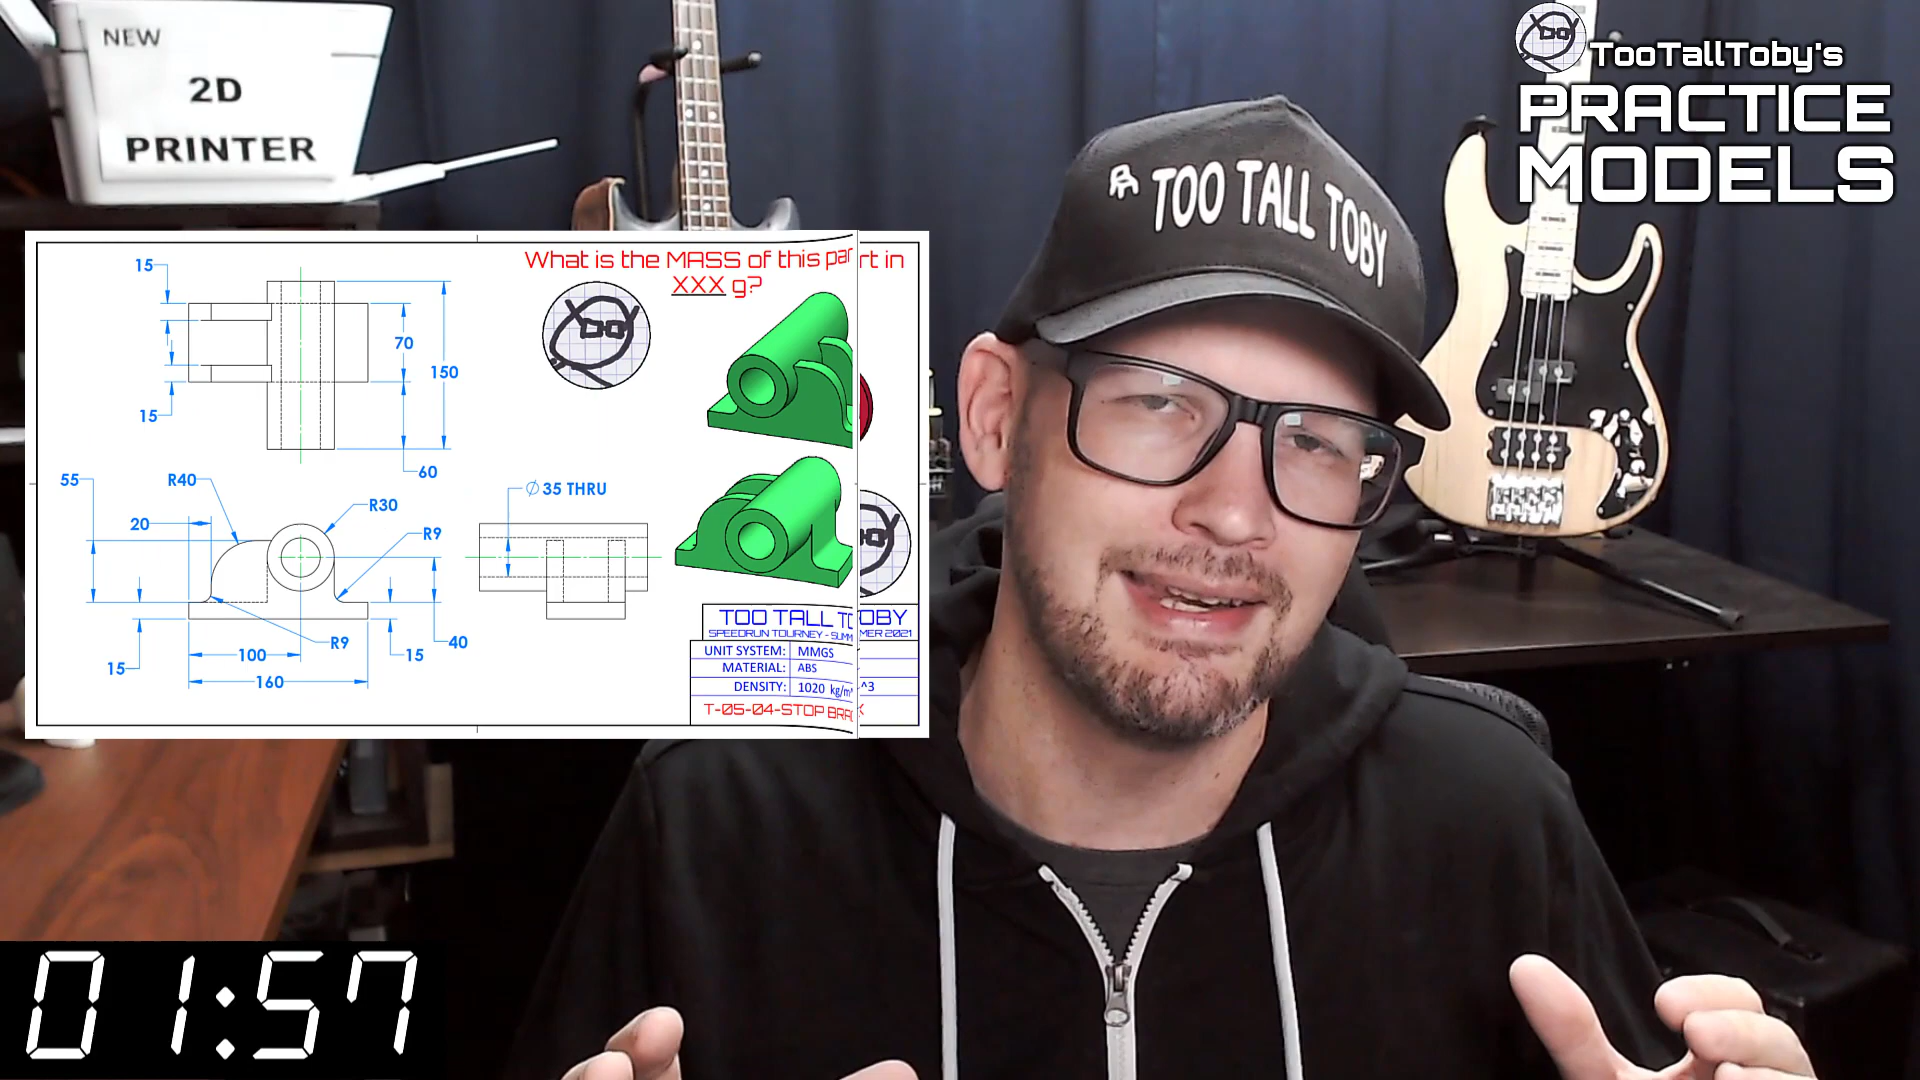 NEW
2D
PRINTER
TooTallToby's
PRACTICE
MODELS
TOO TALL TOBY
What is the MASS of this par rt in
XXX g?
15
70
150
15
60
55
R40
20
R30
R9
∅ 35 THRU
R9
15
100
15
40
160
TOO TALL TOBY
SPEEDRUN TOURNEY - SUMMER 2021
UNIT SYSTEM: MMGS
MATERIAL: ABS
DENSITY: 1020 kg/m^3
T-05-04-STOP BRA
01:57